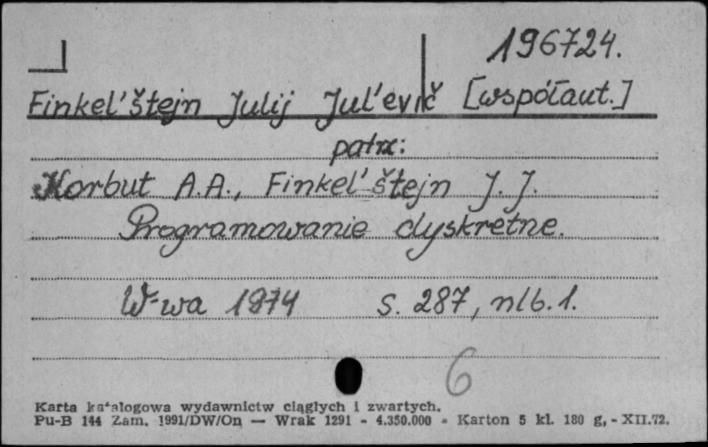 196724.
Finkel'štejn Julij Jul'evič [współaut.]
patrz:
Korbut A.A., Finkel'štejn J.J.
Programowanie dyskretne.
W-wa 1974 s. 287, nlb. 1.
6
Karta katalogowa wydawnictw ciągłych i zwartych.
Pu-B 144 Zam. 1991/DW/On — Wrak 1291 - 4.350.000 - Karton 5 kl. 180 g, - XII.72.